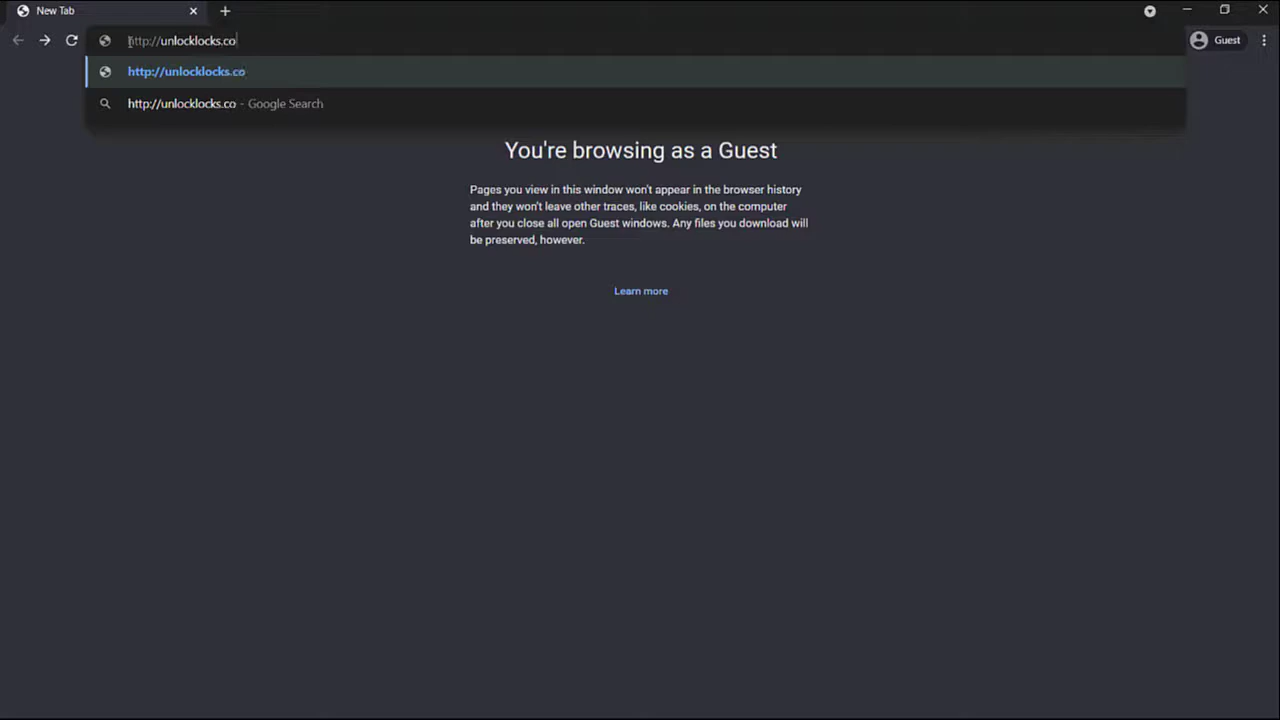 New Tab
http://unlocklocks.co
Guest
http://unlocklocks.co
http://unlocklocks.co - Google Search
You're browsing as a Guest
Pages you view in this window won't appear in the browser history
and they won't leave other traces, like cookies, on the computer
after you close all open Guest windows. Any files you download will
be preserved, however.
Learn more